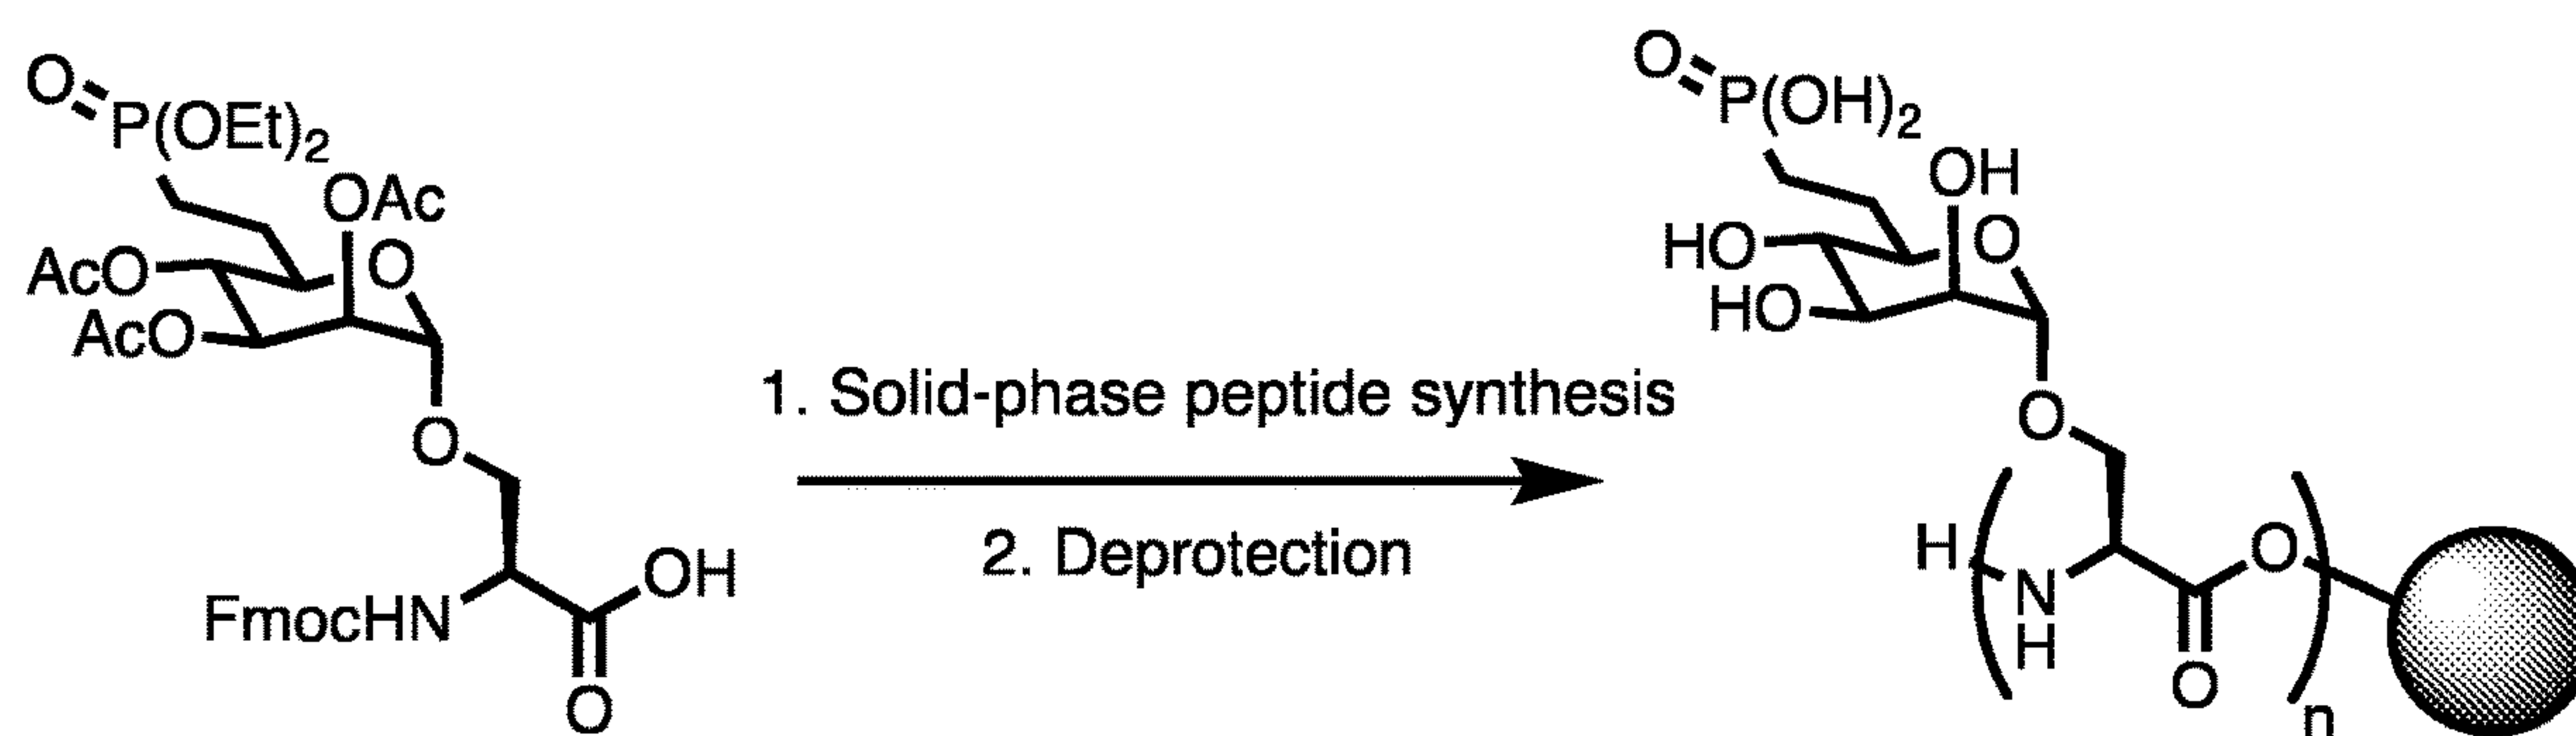 O
P(OEt)2
OAc
O
AcO
AcO
O
FmocHN
OH
O
1. Solid-phase peptide synthesis
2. Deprotection
O
P(OH)2
OH
O
HO
HO
O
H
N
H
O
O
n